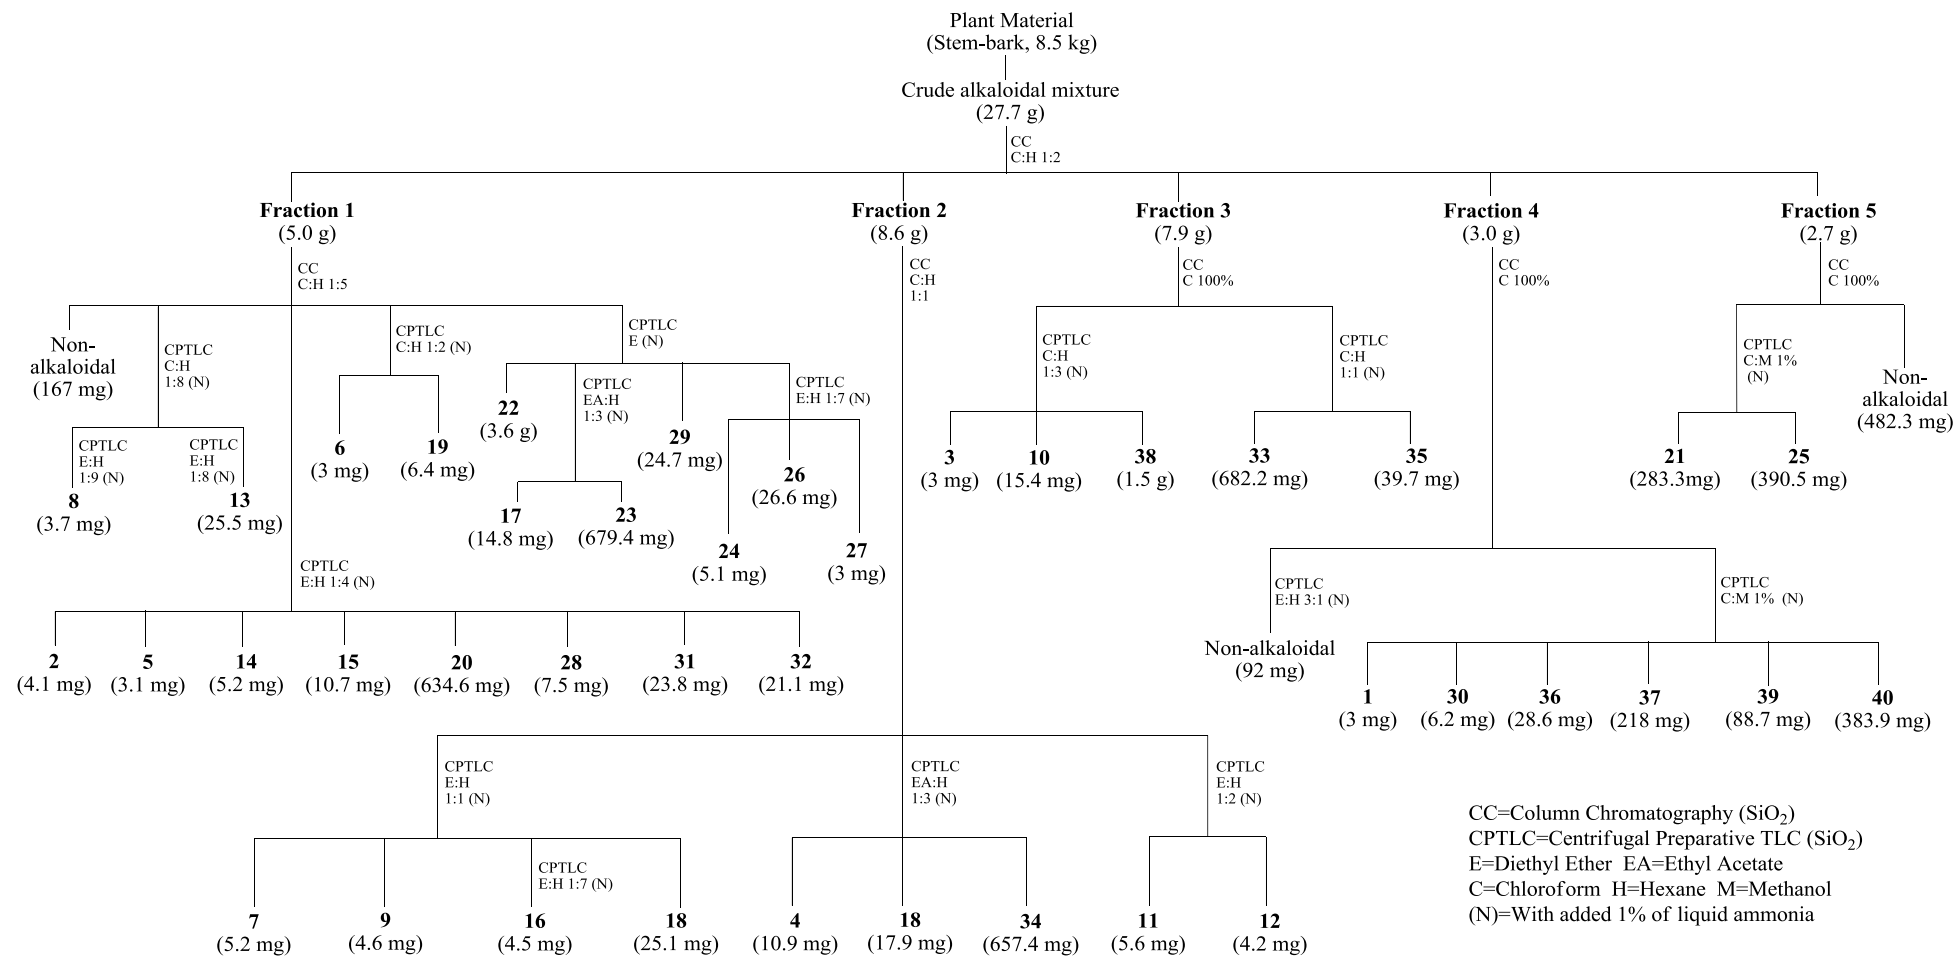 Plant Material
(Stem-bark, 8.5 kg)
Crude alkaloidal mixture
(27.7 g)
CC
C:H 1:2
Fraction 1
(5.0 g)
Fraction 2
(8.6 g)
Fraction 3
(7.9 g)
Fraction 4
(3.0 g)
Fraction 5
(2.7 g)
CC
C:H 1:5
Non-
alkaloidal
(167 mg)
CPTLC
C:H
1:8 (N)
CPTLC
E:H
1:9 (N)
8
(3.7 mg)
CPTLC
E:H
1:8 (N)
13
(25.5 mg)
CPTLC
C:H 1:2 (N)
6
(3 mg)
19
(6.4 mg)
CPTLC
E (N)
22
(3.6 g)
CPTLC
EA:H
1:3 (N)
17
(14.8 mg)
23
(679.4 mg)
29
(24.7 mg)
CPTLC
E:H 1:7 (N)
24
(5.1 mg)
26
(26.6 mg)
27
(3 mg)
CPTLC
E:H 1:4 (N)
2
(4.1 mg)
5
(3.1 mg)
14
(5.2 mg)
15
(10.7 mg)
20
(634.6 mg)
28
(7.5 mg)
31
(23.8 mg)
32
(21.1 mg)
CC
C:H
1:1
CPTLC
E:H
1:1 (N)
7
(5.2 mg)
9
(4.6 mg)
CPTLC
E:H 1:7 (N)
16
(4.5 mg)
18
(25.1 mg)
CPTLC
EA:H
1:3 (N)
4
(10.9 mg)
18
(17.9 mg)
34
(657.4 mg)
CPTLC
E:H
1:2 (N)
11
(5.6 mg)
12
(4.2 mg)
CC
C 100%
CPTLC
C:H
1:3 (N)
3
(3 mg)
10
(15.4 mg)
38
(1.5 g)
CPTLC
C:H
1:1 (N)
33
(682.2 mg)
35
(39.7 mg)
CC
C 100%
CPTLC
E:H 3:1 (N)
Non-alkaloidal
(92 mg)
CPTLC
C:M 1% (N)
1
(3 mg)
30
(6.2 mg)
36
(28.6 mg)
37
(218 mg)
39
(88.7 mg)
40
(383.9 mg)
CC
C 100%
CPTLC
C:M 1%
(N)
21
(283.3mg)
25
(390.5 mg)
Non-
alkaloidal
(482.3 mg)
CC=Column Chromatography (SiO₂)
CPTLC=Centrifugal Preparative TLC (SiO₂)
E=Diethyl Ether EA=Ethyl Acetate
C=Chloroform H=Hexane M=Methanol
(N)=With added 1% of liquid ammonia